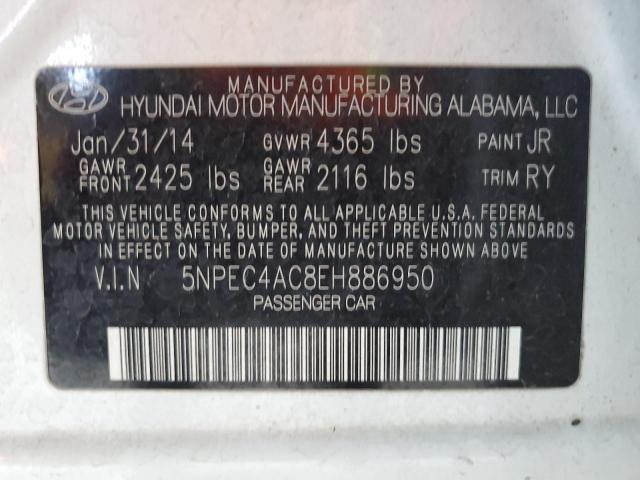 MANUFACTURED BY
HYUNDAI MOTOR MANUFACTURING ALABAMA, LLC
Jan/31/14 GVWR 4365 lbs PAINT JR
GAWR FRONT 2425 lbs GAWR REAR 2116 lbs TRIM RY
THIS VEHICLE CONFORMS TO ALL APPLICABLE U.S.A. FEDERAL
MOTOR VEHICLE SAFETY, BUMPER, AND THEFT PREVENTION STANDARDS
IN EFFECT ON THE DATE OF MANUFACTURE SHOWN ABOVE.
V.I.N 5NPEC4AC8EH886950
PASSENGER CAR